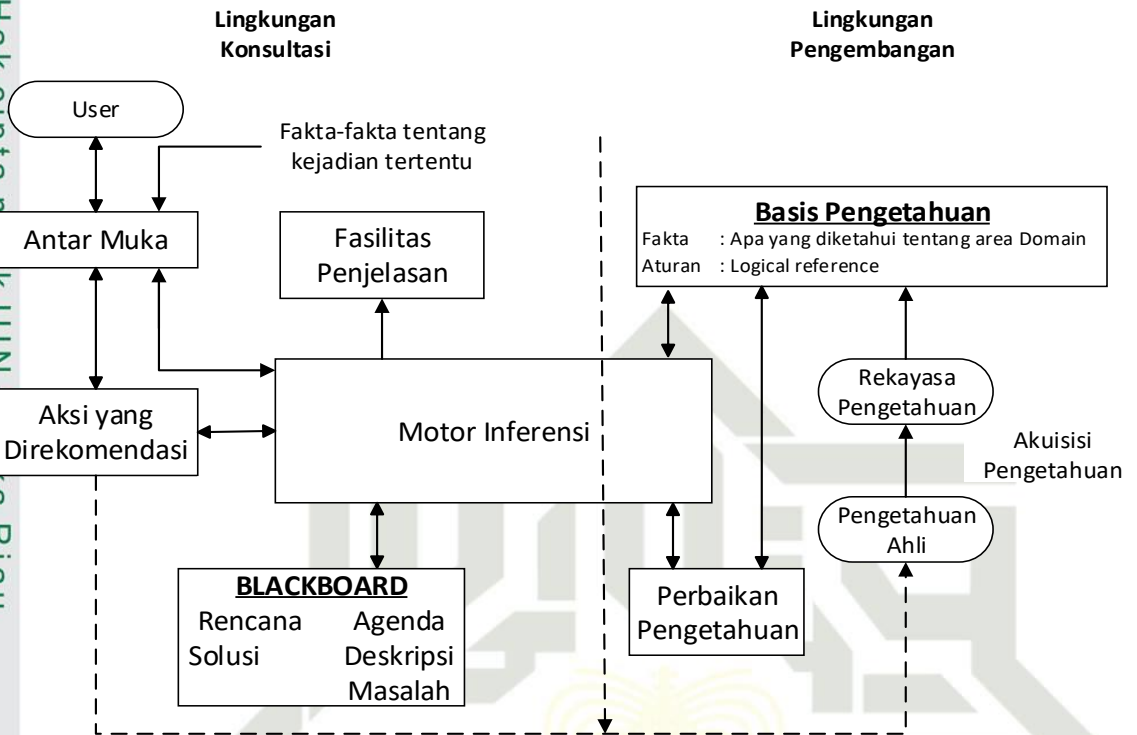 Lingkungan
Konsultasi
Lingkungan
Pengembangan
User
Fakta-fakta tentang
kejadian tertentu
Antar Muka
Fasilitas
Penjelasan
Basis Pengetahuan
Fakta : Apa yang diketahui tentang area Domain
Aturan : Logical reference
Rekayasa
Pengetahuan
Aksi yang
Direkomendasi
Motor Inferensi
Akuisisi
Pengetahuan
Pengetahuan
Ahli
BLACKBOARD
Rencana Agenda
Solusi Deskripsi
Masalah
Perbaikan
Pengetahuan